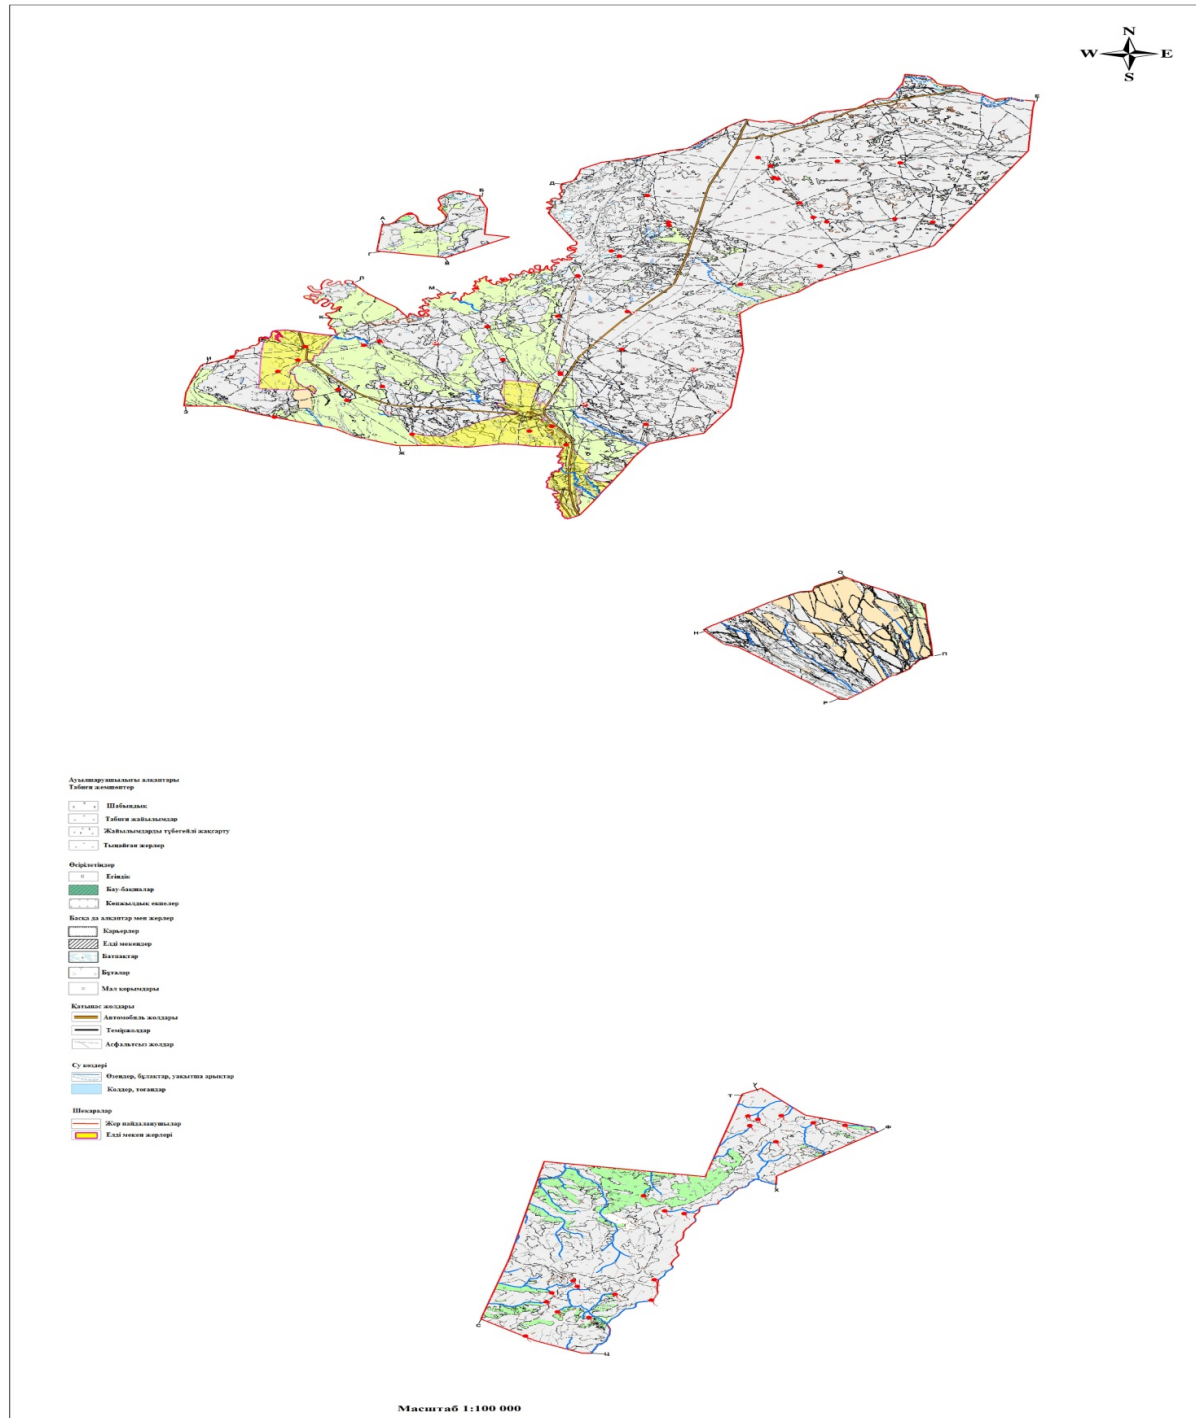 N
W E
S
Е
Б
А
Д
Г
В
Л
М
К
И
З
Ж
О
Н
П
Р
Ауылшаруашылығы алқаптары
Табиғи жемшөптер
Шабындық
Табиғи жайылымдар
Жайылымдарды түбегейлі жақсарту
Тыңайған жерлер
Өсірілетіндер
Егіндік
Бау-бақшалар
Көпжылдық екпелер
Басқа да алқаптар мен жерлер
Карьерлер
Елді мекендер
Батпақтар
Бұталар
Мал қорымдары
Қатынас жолдары
Автомобиль жолдары
Теміржолдар
Асфальтсыз жолдар
Су көздері
Өзендер, бұлақтар, уақытша арықтар
Көлдер, тоғандар
Шекаралар
Жер пайдаланушылар
Елді мекен жерлері
У
Т
Ф
Х
С
Ц
Масштаб 1:100 000